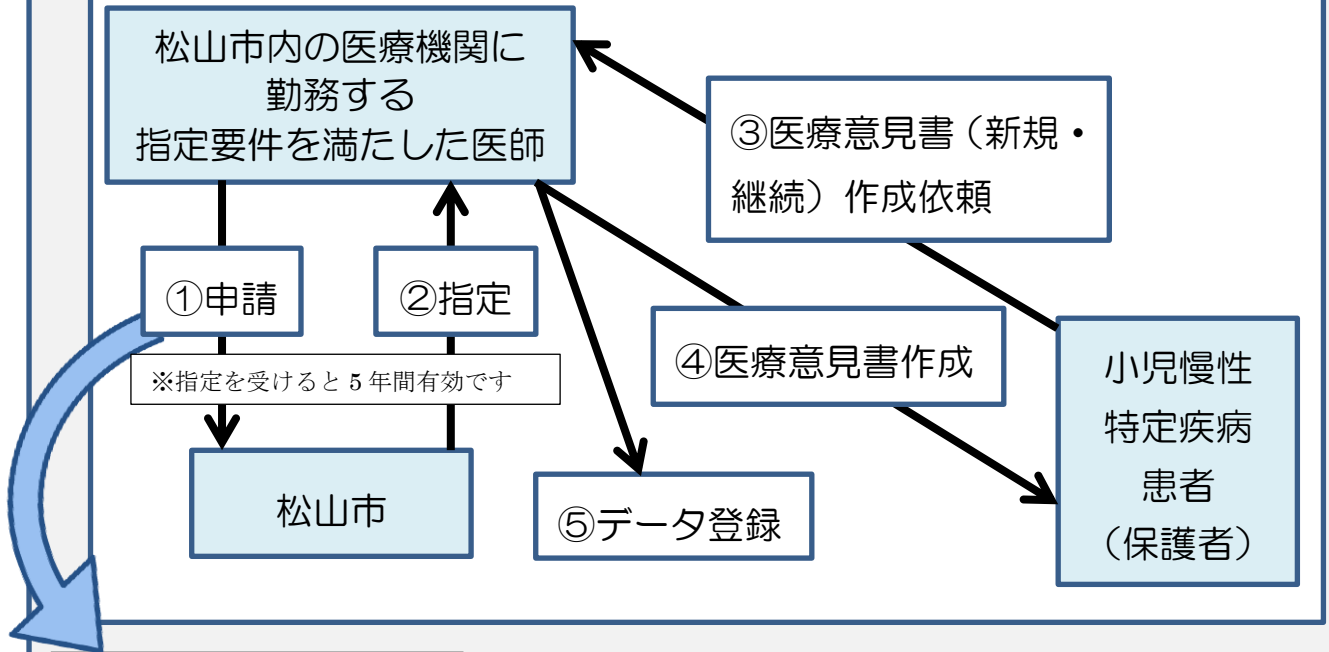 松山市内の医療機関に
勤務する
指定要件を満たした医師
③医療意見書（新規・
継続）作成依頼
①申請
②指定
※指定を受けると5年間有効です
④医療意見書作成
小児慢性
特定疾病
患者
（保護者）
松山市
⑤データ登録